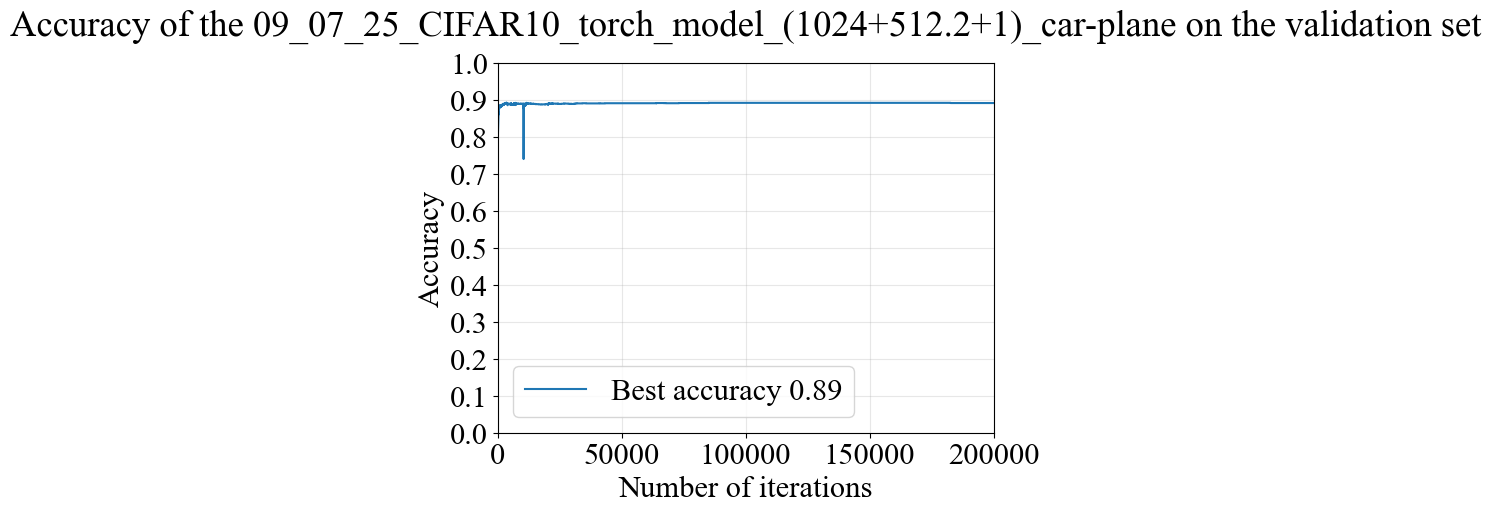 Accuracy of the 09_07_25_CIFAR10_torch_model_(1024+512.2+1)_car-plane on the validation set
1.0
0.9
0.8
0.7
0.6
0.5
0.4
0.3
0.2
0.1
0.0
Accuracy
Best accuracy 0.89
0 50000 100000 150000 200000
Number of iterations